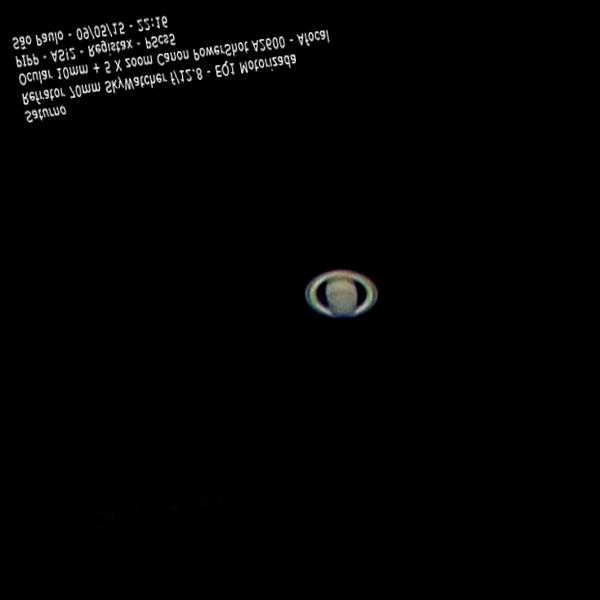 Saturno
Refrator 70mm SkyWatcher f/12.8 - EQ1 Motorizada
Ocular 10mm + 5 X zoom Canon PowerShot A2600 - Afocal
PIPP - AS!2 - Registax - PScs5
São Paulo - 09/05/15 - 22:16